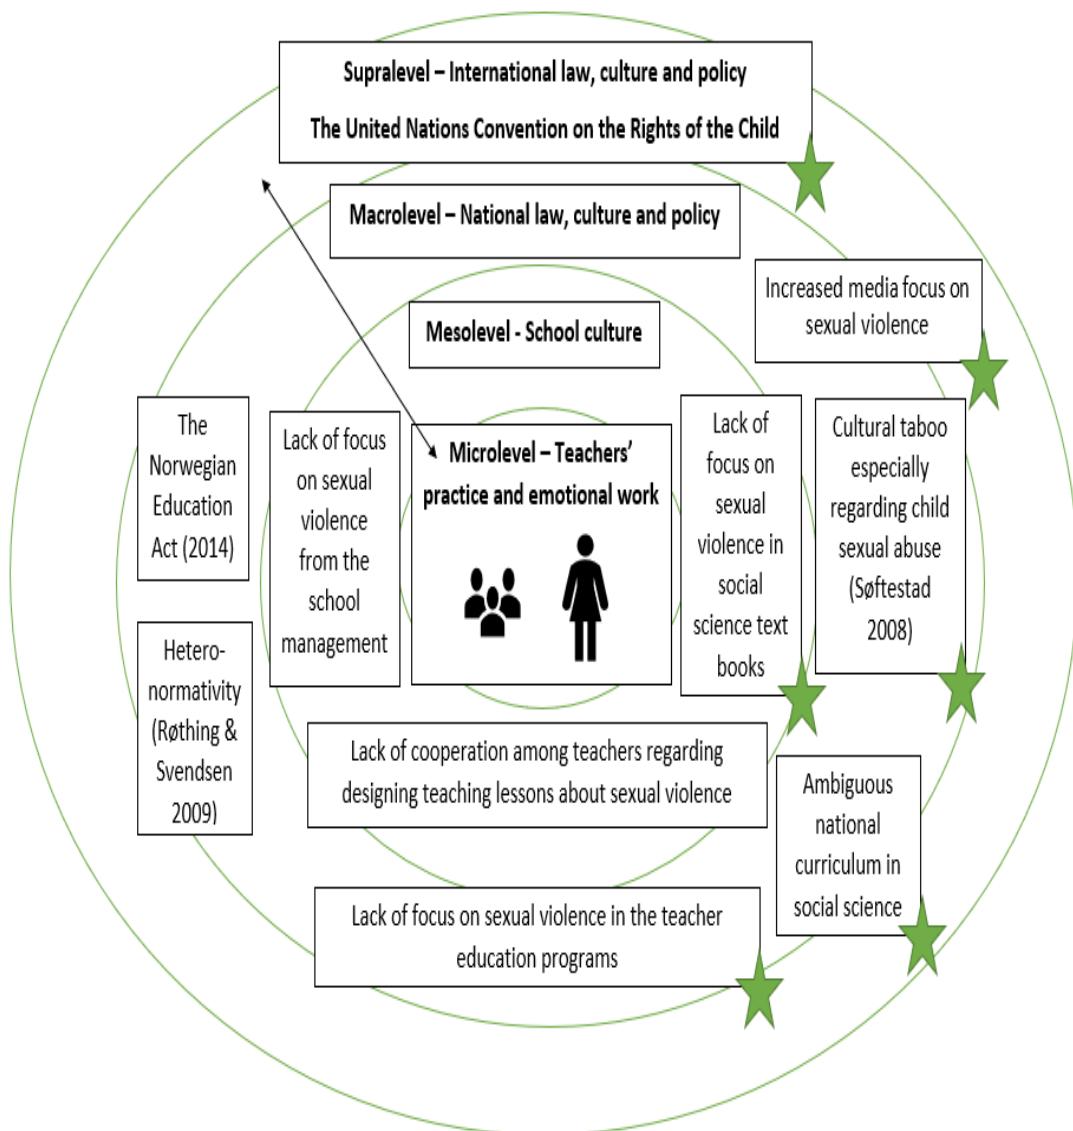 Supralevel – International law, culture and policy
The United Nations Convention on the Rights of the Child
Macrolevel – National law, culture and policy
Increased media focus on
sexual violence
Mesolevel - School culture
The
Norwegian
Education
Act (2014)
Lack of focus
on sexual
violence
from the
school
management
Microlevel – Teachers’
practice and emotional work
Lack of
focus on
sexual
violence in
social
science text
books
Cultural taboo
especially
regarding child
sexual abuse
(Søftestad
2008)
Hetero-
normativity
(Røthing &
Svendsen
2009)
Lack of cooperation among teachers regarding
designing teaching lessons about sexual violence
Ambiguous
national
curriculum in
social science
Lack of focus on sexual violence in the teacher
education programs